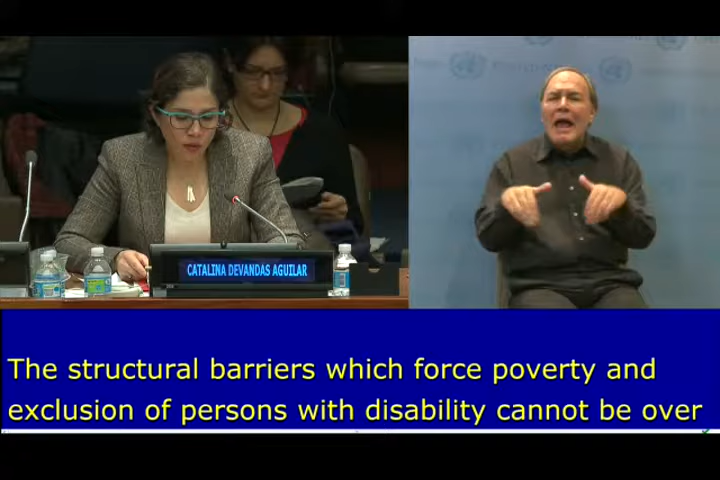 CATALINA DEVANDAS AGUILAR
The structural barriers which force poverty and
exclusion of persons with disability cannot be over